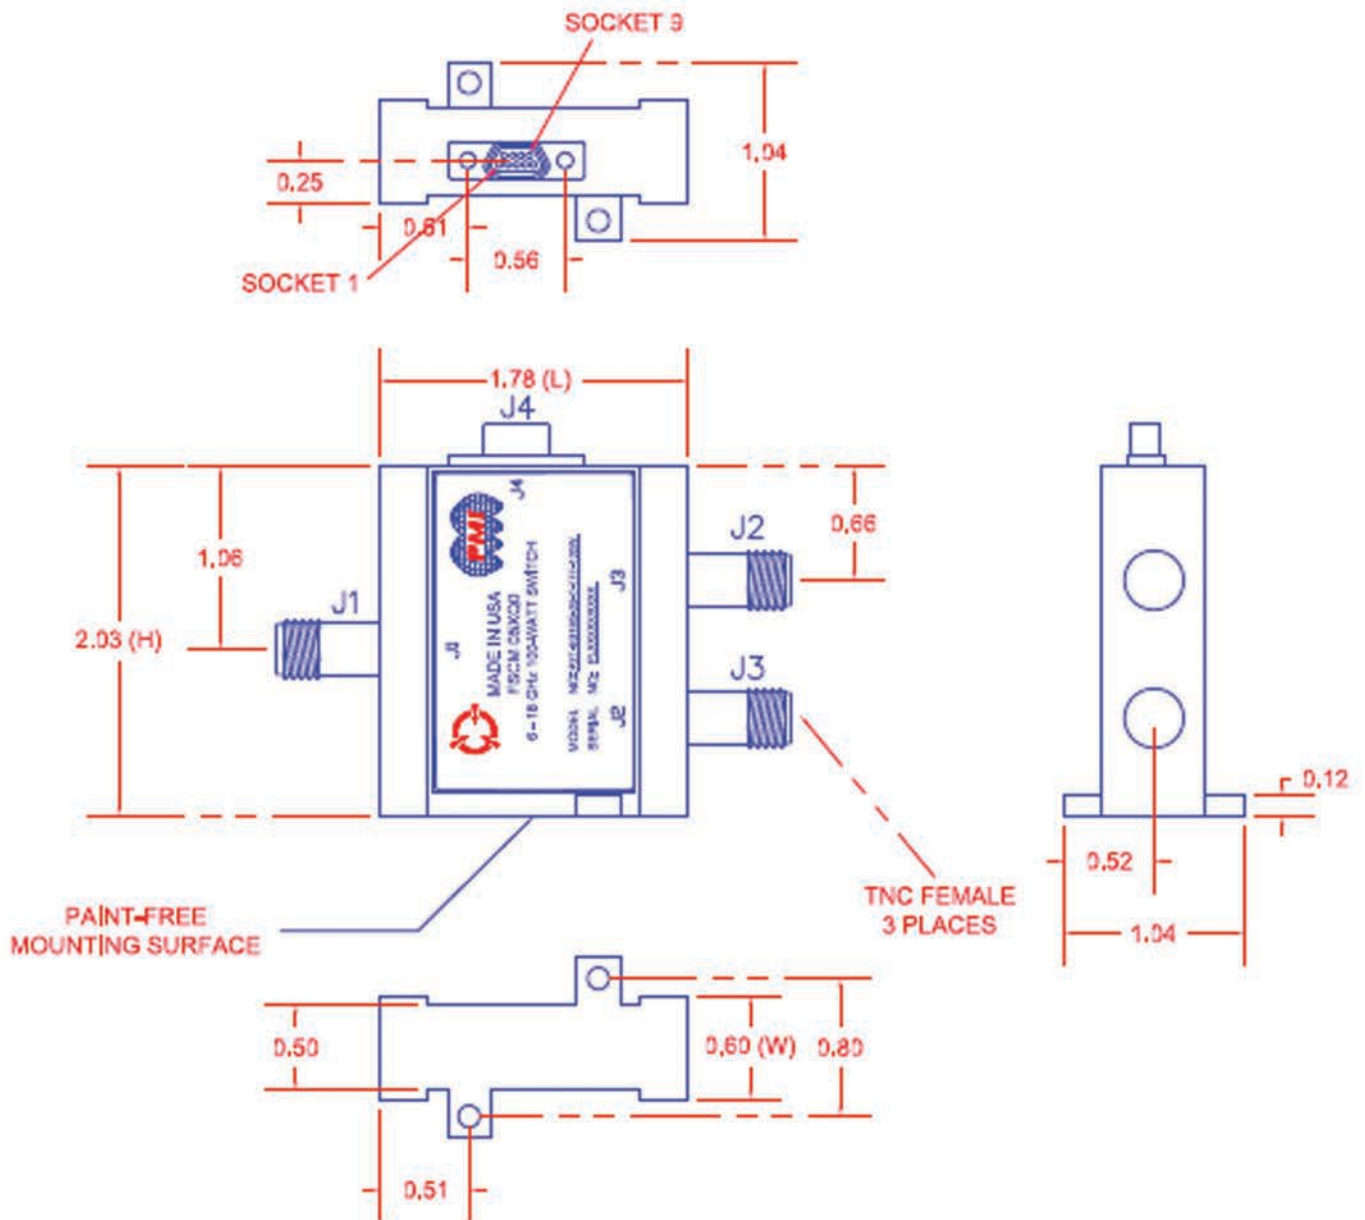 SOCKET 9
1.04
0.25
0.61
0.56
SOCKET 1
1.78 (L)
J4
2.03 (H)
1.06
J1
J2
J3
0.66
PMI
J4
J1
MADE IN USA
6 – 18 GHz 100-WATT SWITCH
MODEL NO:
SERIAL NO:
J3
J2
0.12
0.52
1.04
PAINT-FREE
MOUNTING SURFACE
TNC FEMALE
3 PLACES
0.50
0.60 (W)
0.80
0.51